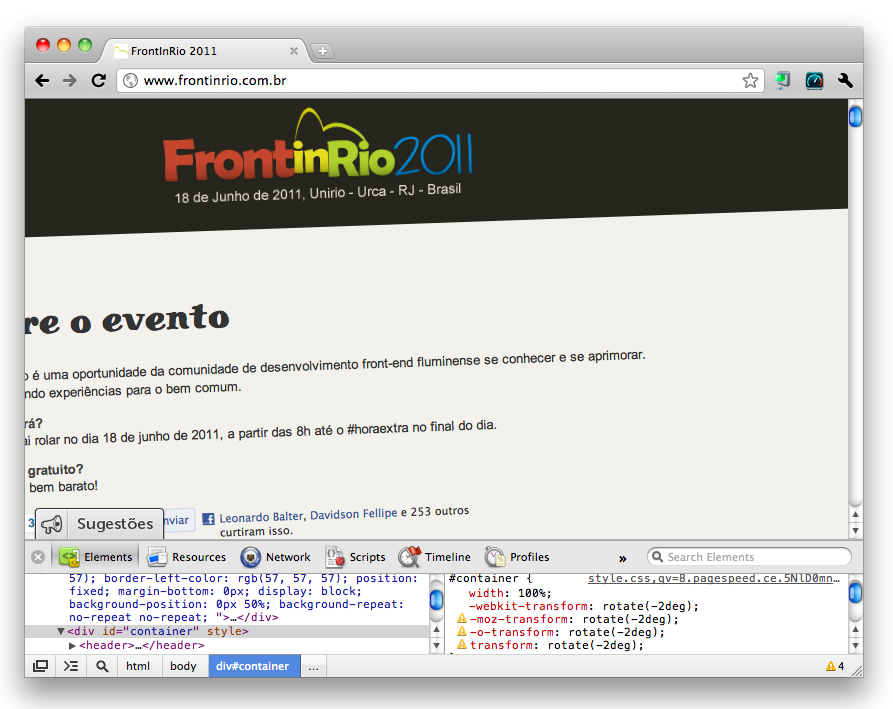 FrontInRio 2011
www.frontinrio.com.br
FrontinRio2011
18 de Junho de 2011, Unirio - Urca - RJ - Brasil
re o evento
o é uma oportunidade da comunidade de desenvolvimento front-end fluminense se conhecer e se aprimorar.
ndo experiências para o bem comum.
rá?
ai rolar no dia 18 de junho de 2011, a partir das 8h até o #horaextra no final do dia.
gratuito?
bem barato!
3
Sugestões
nviar
Leonardo Balter, Davidson Fellipe e 253 outros
curtiram isso.
Elements Resources Network Scripts Timeline Profiles » Search Elements
57); border-left-color: rgb(57, 57, 57); position:
fixed; margin-bottom: 0px; display: block;
background-position: 0px 50%; background-repeat:
no-repeat no-repeat; ">…</div>
▼<div id="container" style>
▶<header>…</header>
#container { style.css,qv=8.pagespeed.ce.5NlD0mn…
width: 100%;
-webkit-transform: rotate(-2deg);
-moz-transform: rotate(-2deg);
-o-transform: rotate(-2deg);
transform: rotate(-2deg);
html body div#container ... 4